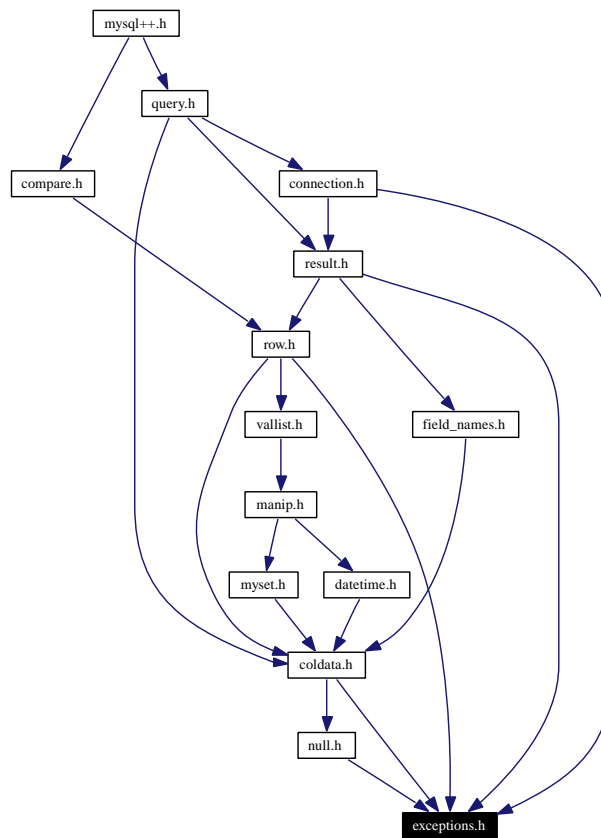 mysql++.h
query.h
compare.h
connection.h
result.h
row.h
vallist.h
field_names.h
manip.h
myset.h
datetime.h
coldata.h
null.h
exceptions.h